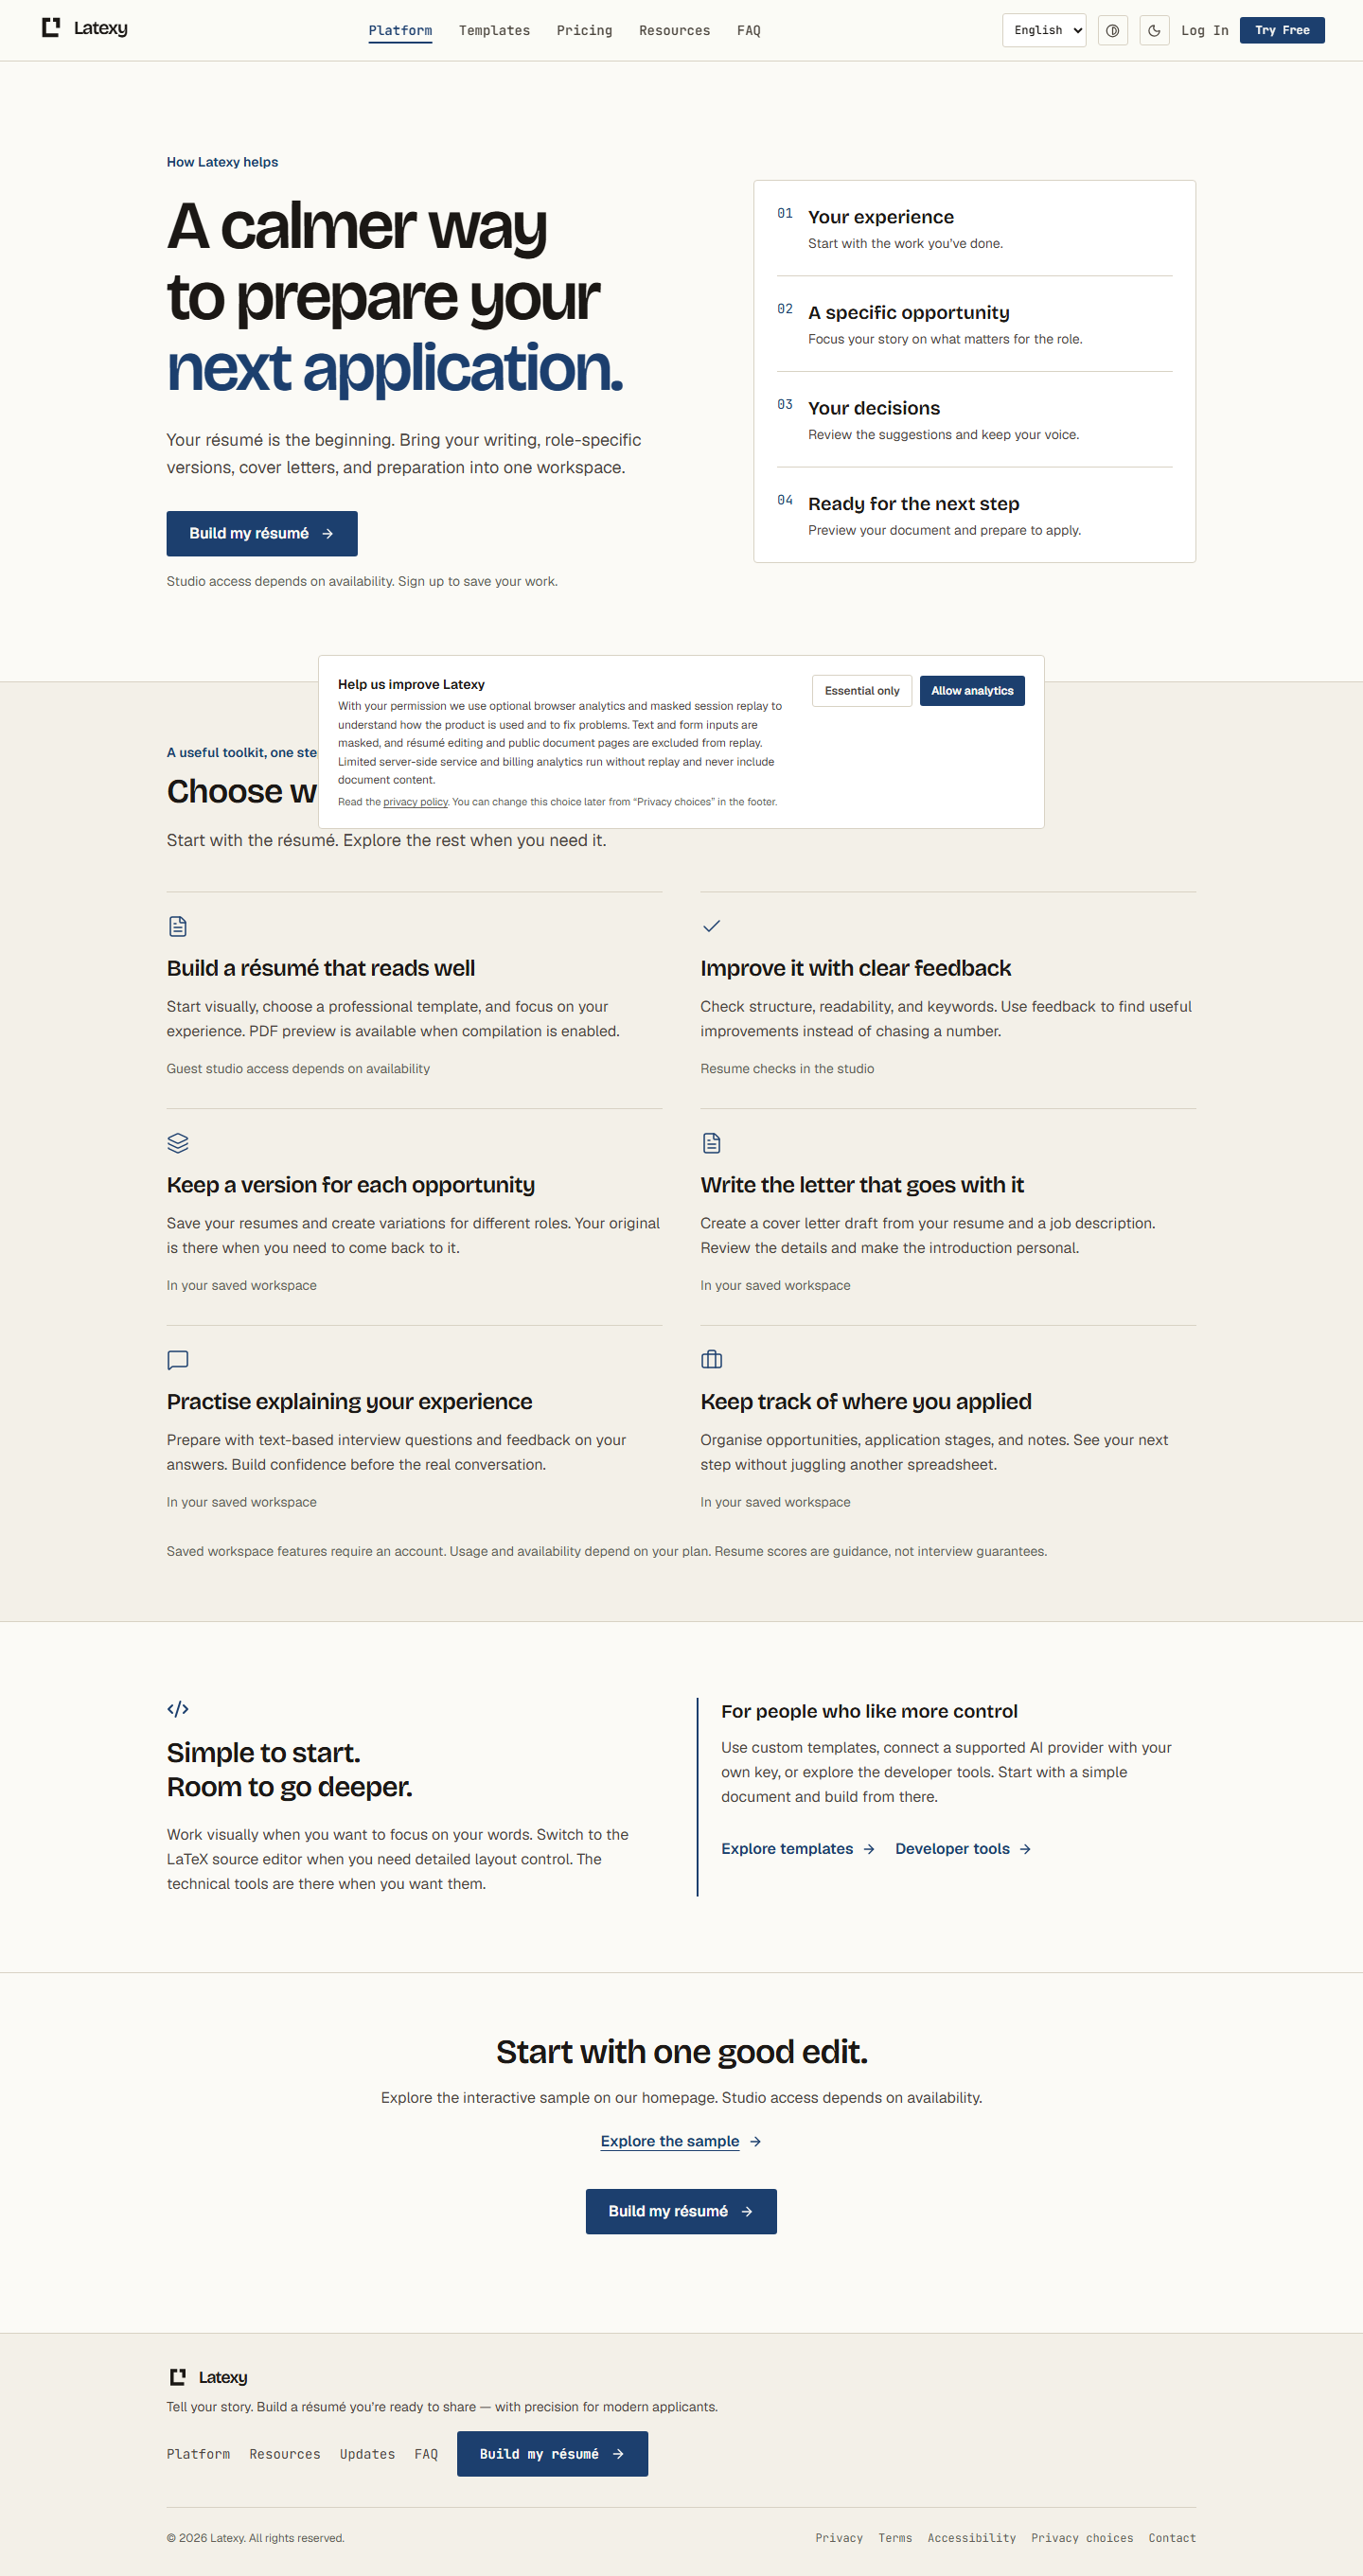 Latexy
Platform
Templates
Pricing
Resources
FAQ
English
Log In
Try Free
How Latexy helps
A calmer way
to prepare your
next application.
Your résumé is the beginning. Bring your writing, role-specific
versions, cover letters, and preparation into one workspace.
Build my résumé
Studio access depends on availability. Sign up to save your work.
01
Your experience
Start with the work you've done.
02
A specific opportunity
Focus your story on what matters for the role.
03
Your decisions
Review the suggestions and keep your voice.
04
Ready for the next step
Preview your document and prepare to apply.
Help us improve Latexy
With your permission we use optional browser analytics and masked session replay to
understand how the product is used and to fix problems. Text and form inputs are
masked, and résumé editing and public document pages are excluded from replay.
Limited server-side service and billing analytics run without replay and never include
document content.
Read the privacy policy. You can change this choice later from “Privacy choices” in the footer.
Essential only
Allow analytics
A useful toolkit, one ste
Choose w
Start with the résumé. Explore the rest when you need it.
Build a résumé that reads well
Start visually, choose a professional template, and focus on your
experience. PDF preview is available when compilation is enabled.
Guest studio access depends on availability
Improve it with clear feedback
Check structure, readability, and keywords. Use feedback to find useful
improvements instead of chasing a number.
Resume checks in the studio
Keep a version for each opportunity
Save your resumes and create variations for different roles. Your original
is there when you need to come back to it.
In your saved workspace
Write the letter that goes with it
Create a cover letter draft from your resume and a job description.
Review the details and make the introduction personal.
In your saved workspace
Practise explaining your experience
Prepare with text-based interview questions and feedback on your
answers. Build confidence before the real conversation.
In your saved workspace
Keep track of where you applied
Organise opportunities, application stages, and notes. See your next
step without juggling another spreadsheet.
In your saved workspace
Saved workspace features require an account. Usage and availability depend on your plan. Resume scores are guidance, not interview guarantees.
Simple to start.
Room to go deeper.
Work visually when you want to focus on your words. Switch to the
LaTeX source editor when you need detailed layout control. The
technical tools are there when you want them.
For people who like more control
Use custom templates, connect a supported AI provider with your
own key, or explore the developer tools. Start with a simple
document and build from there.
Explore templates
Developer tools
Start with one good edit.
Explore the interactive sample on our homepage. Studio access depends on availability.
Explore the sample
Build my résumé
Latexy
Tell your story. Build a résumé you're ready to share — with precision for modern applicants.
Platform
Resources
Updates
FAQ
Build my résumé
© 2026 Latexy. All rights reserved.
Privacy
Terms
Accessibility
Privacy choices
Contact